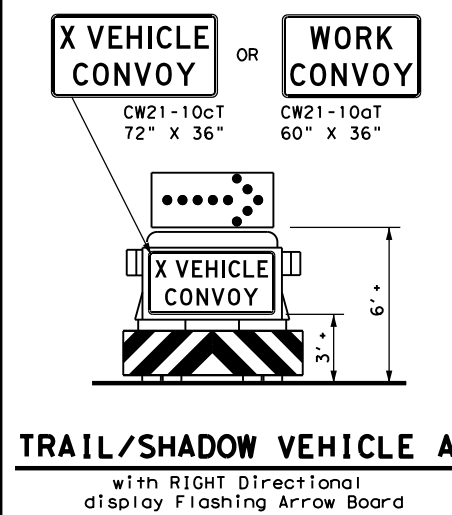 X VEHICLE
CONVOY
OR
WORK
CONVOY
CW21-10cT
72" X 36"
CW21-10aT
60" X 36"
X VEHICLE
CONVOY
3'+
6'+
TRAIL/SHADOW VEHICLE A
with RIGHT Directional
display Flashing Arrow Board